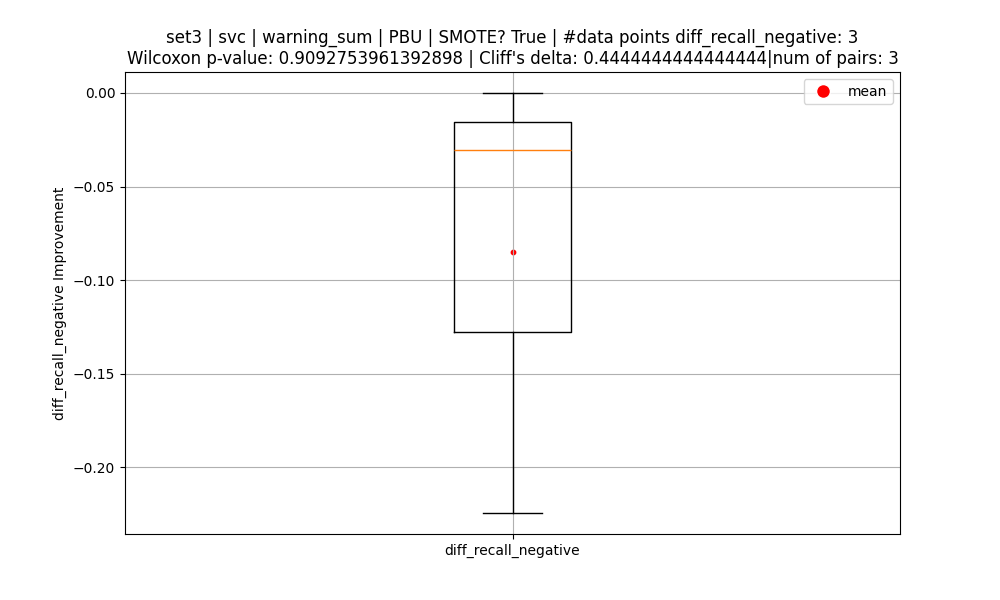 set3 | svc | warning_sum | PBU | SMOTE? True | #data points diff_recall_negative: 3
Wilcoxon p-value: 0.9092753961392898 | Cliff's delta: 0.4444444444444444|num of pairs: 3
mean
0.00
−0.05
−0.10
−0.15
−0.20
diff_recall_negative Improvement
diff_recall_negative